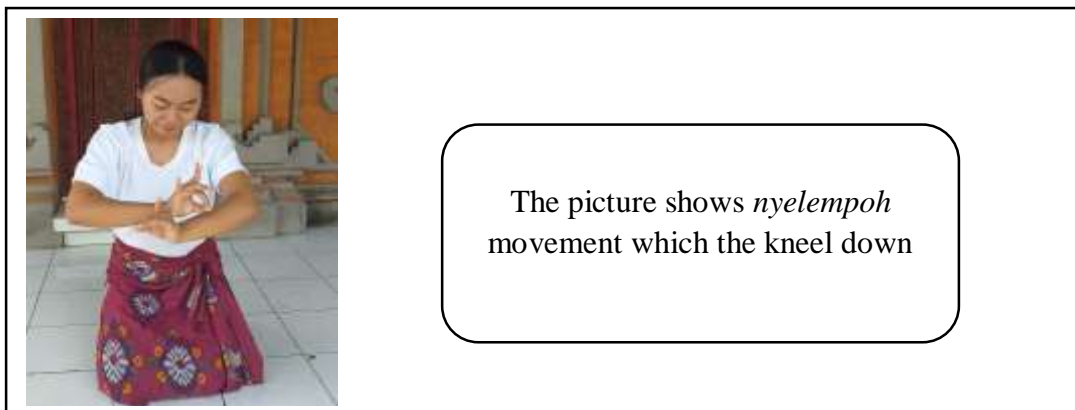 The picture shows nyelempoh
movement which the kneel down